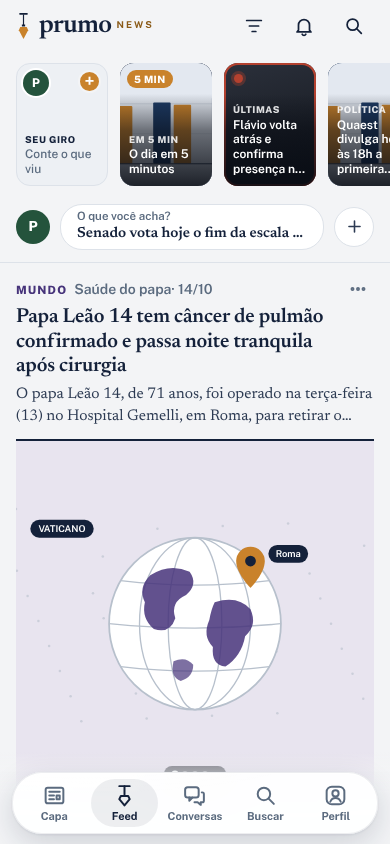 prumo NEWS
P
+
SEU GIRO
Conte o que
viu
5 MIN
EM 5 MIN
O dia em 5
minutos
ÚLTIMAS
Flávio volta
atrás e
confirma
presença n...
POLÍTICA
Quaest
divulga
às 18h a
primeira...
P
O que você acha?
Senado vota hoje o fim da escala ...
+
MUNDO Saúde do papa · 14/10
Papa Leão 14 tem câncer de pulmão
confirmado e passa noite tranquila
após cirurgia
O papa Leão 14, de 71 anos, foi operado na terça-feira
(13) no Hospital Gemelli, em Roma, para retirar o...
VATICANO
Roma
Capa
Feed
Conversas
Buscar
Perfil